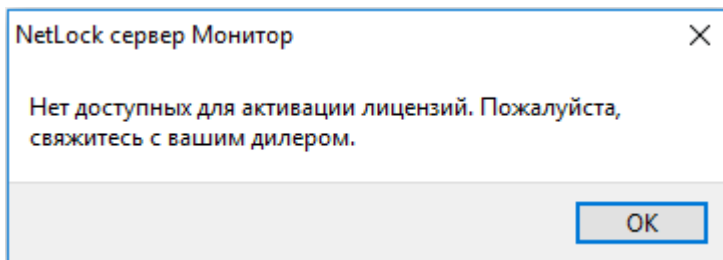 NetLock сервер Монитор
Нет доступных для активации лицензий. Пожалуйста,
свяжитесь с вашим дилером.
OK